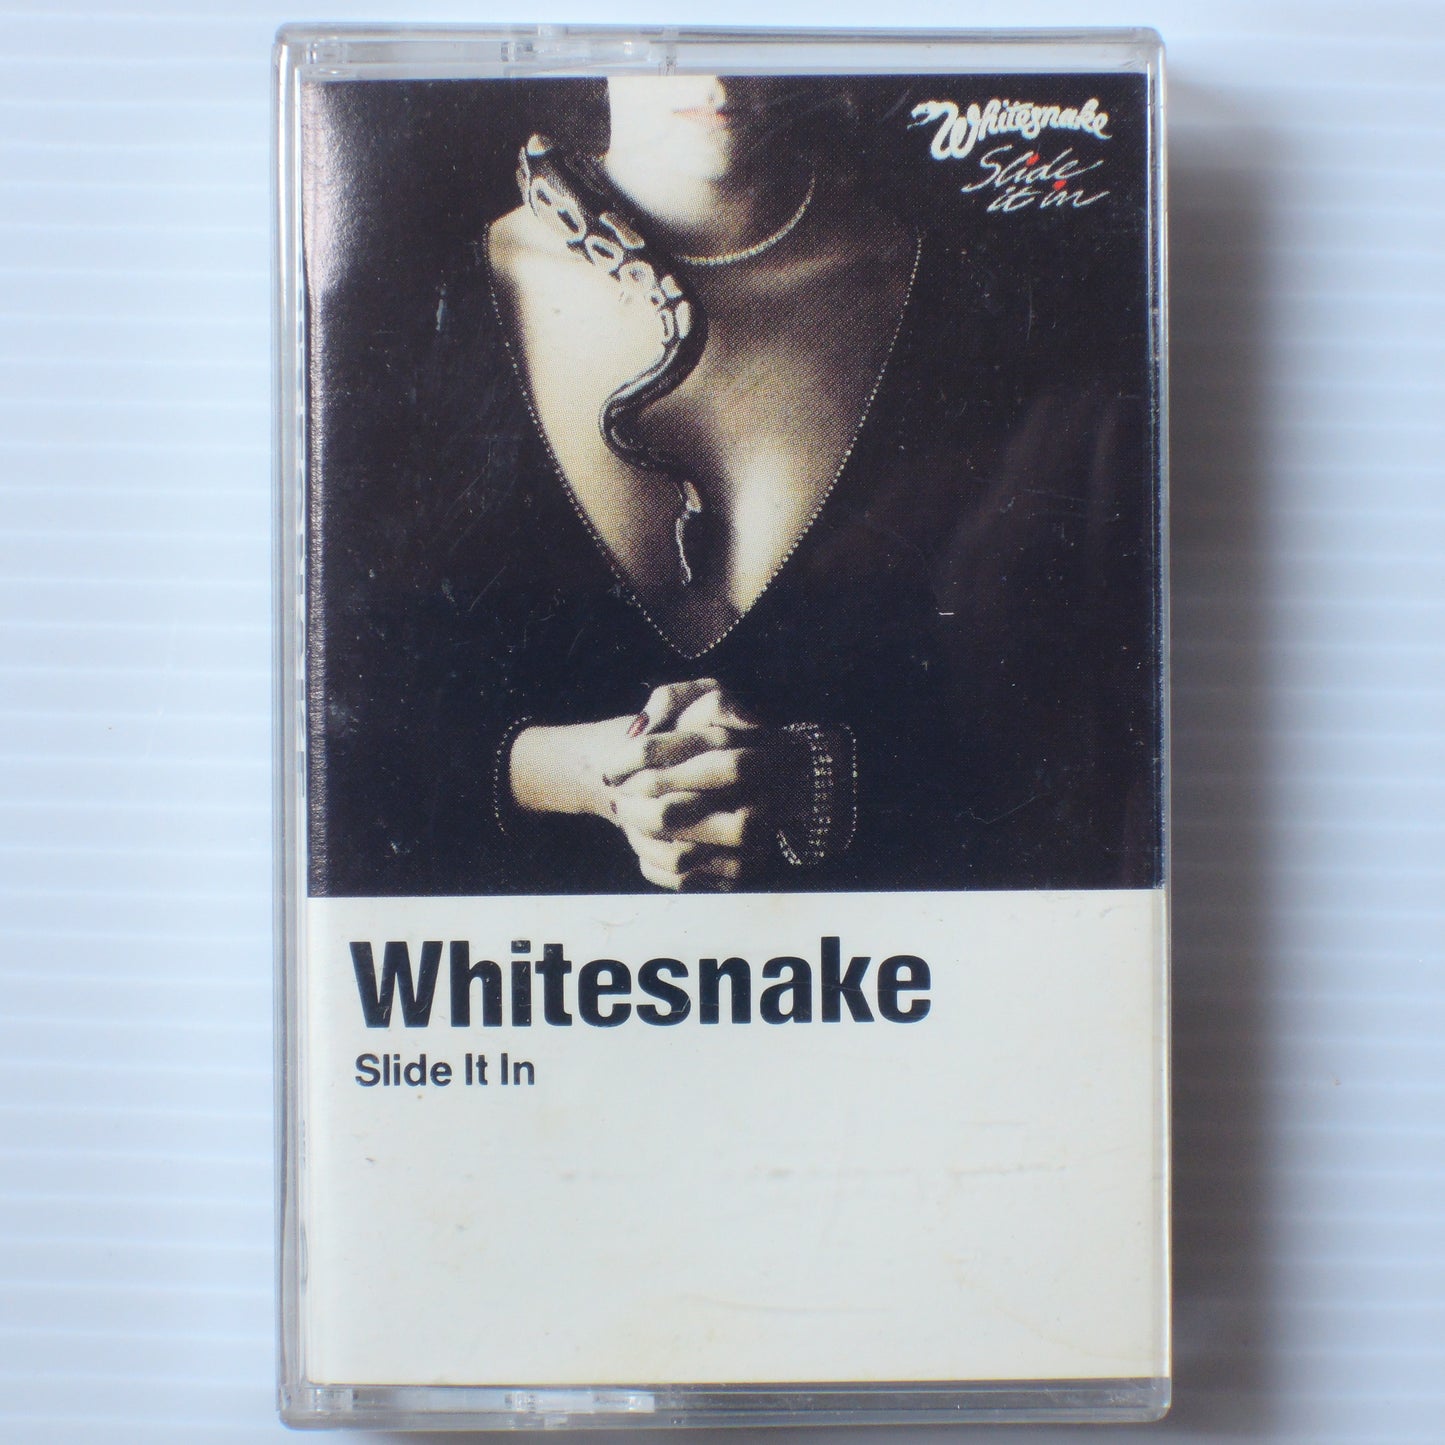 Whitesnake
Slide
it in
Whitesnake
Slide It In